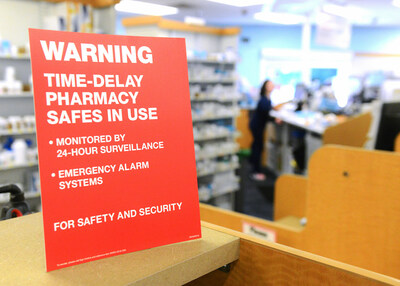 WARNING
TIME-DELAY
PHARMACY
SAFES IN USE
• MONITORED BY
24-HOUR SURVEILLANCE
• EMERGENCY ALARM
SYSTEMS
FOR SAFETY AND SECURITY